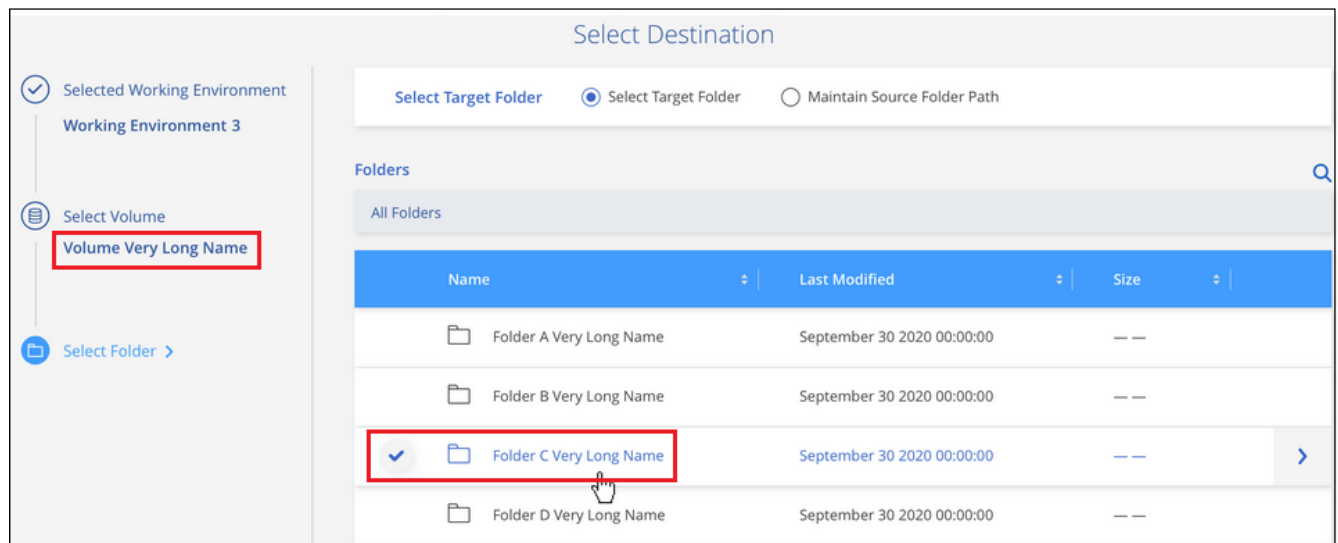 Select Destination
Selected Working Environment
Working Environment 3
Select Volume
Volume Very Long Name
Select Folder >
Select Target Folder Select Target Folder Maintain Source Folder Path
Folders
All Folders
Name Last Modified Size
Folder A Very Long Name September 30 2020 00:00:00 — —
Folder B Very Long Name September 30 2020 00:00:00 — —
Folder C Very Long Name September 30 2020 00:00:00 — —
Folder D Very Long Name September 30 2020 00:00:00 — —